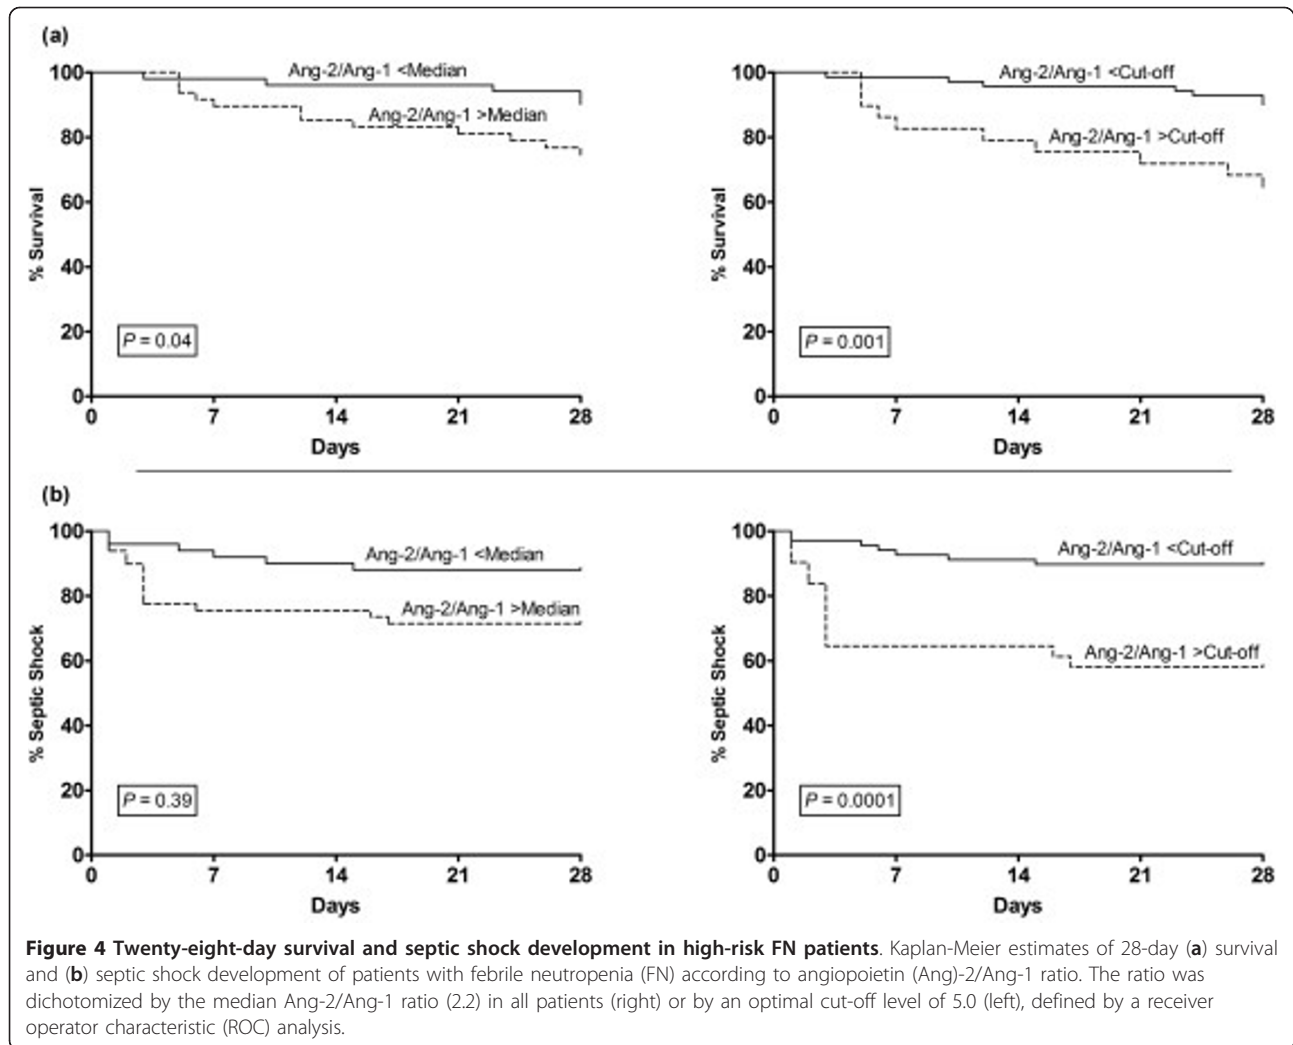 (a)
100
80
60
40
20
0
% Survival
Ang-2/Ang-1 <Median
Ang-2/Ang-1 >Median
P = 0.04
0 7 14 21 28
Days
100
80
60
40
20
0
% Survival
Ang-2/Ang-1 <Cut-off
Ang-2/Ang-1 >Cut-off
P = 0.001
0 7 14 21 28
Days
(b)
100
80
60
40
20
0
% Septic Shock
Ang-2/Ang-1 <Median
Ang-2/Ang-1 >Median
P = 0.39
0 7 14 21 28
Days
100
80
60
40
20
0
% Septic Shock
Ang-2/Ang-1 <Cut-off
Ang-2/Ang-1 >Cut-off
P = 0.0001
0 7 14 21 28
Days
Figure 4 Twenty-eight-day survival and septic shock development in high-risk FN patients. Kaplan-Meier estimates of 28-day (a) survival
and (b) septic shock development of patients with febrile neutropenia (FN) according to angiopoietin (Ang)-2/Ang-1 ratio. The ratio was
dichotomized by the median Ang-2/Ang-1 ratio (2.2) in all patients (right) or by an optimal cut-off level of 5.0 (left), defined by a receiver
operator characteristic (ROC) analysis.